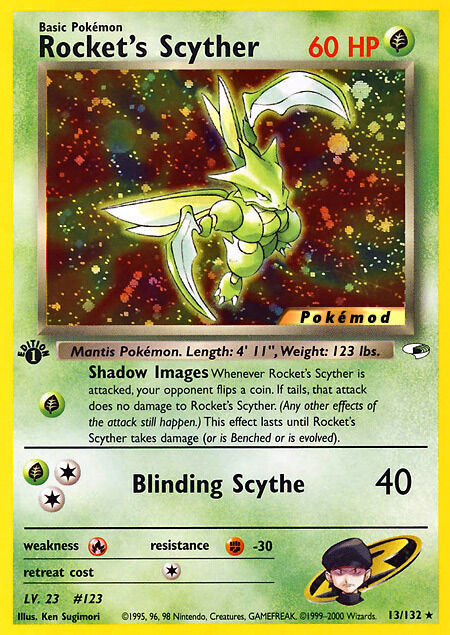 Basic Pokémon
Rocket's Scyther 60 HP
Pokémod
EDITION
1
Mantis Pokémon. Length: 4' 11", Weight: 123 lbs.
Shadow Images Whenever Rocket's Scyther is
attacked, your opponent flips a coin. If tails, that attack
does no damage to Rocket's Scyther. (Any other effects of
the attack still happen.) This effect lasts until Rocket's
Scyther takes damage (or is Benched or is evolved).
Blinding Scythe 40
weakness resistance -30
retreat cost
LV. 23 #123
R
Illus. Ken Sugimori ©1995, 96, 98 Nintendo, Creatures, GAMEFREAK. ©1999-2000 Wizards. 13/132 ★